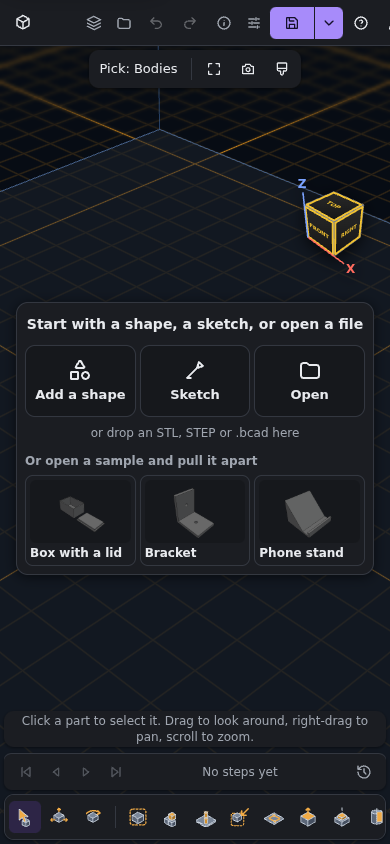 Pick: Bodies
Z
TOP
FRONT
RIGHT
X
Start with a shape, a sketch, or open a file
Add a shape
Sketch
Open
or drop an STL, STEP or .bcad here
Or open a sample and pull it apart
Box with a lid
Bracket
Phone stand
Click a part to select it. Drag to look around, right-drag to
pan, scroll to zoom.
No steps yet